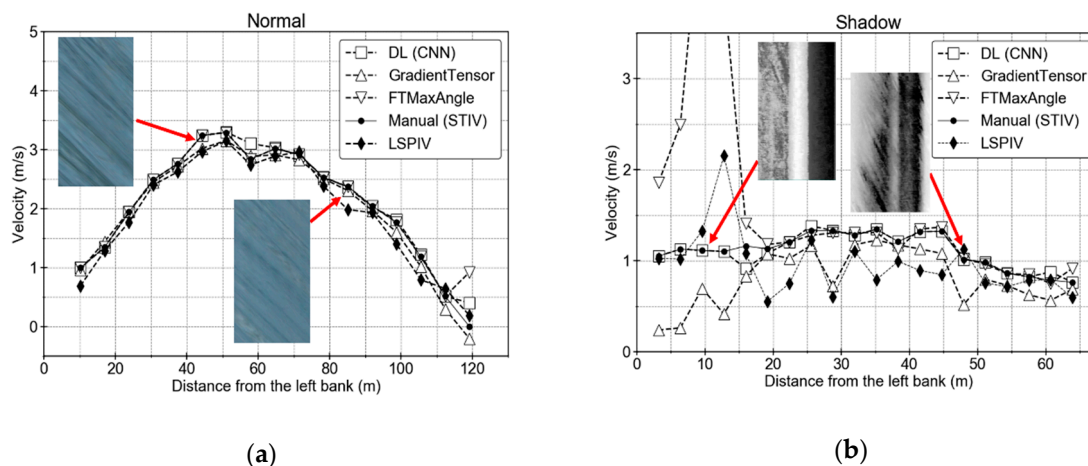 Normal
5
4
3
2
1
0
Velocity (m/s)
DL (CNN)
GradientTensor
FTMaxAngle
Manual (STIV)
LSPIV
0 20 40 60 80 100 120
Distance from the left bank (m)
(a)
Shadow
3
2
1
0
Velocity (m/s)
DL (CNN)
GradientTensor
FTMaxAngle
Manual (STIV)
LSPIV
0 10 20 30 40 50 60
Distance from the left bank (m)
(b)